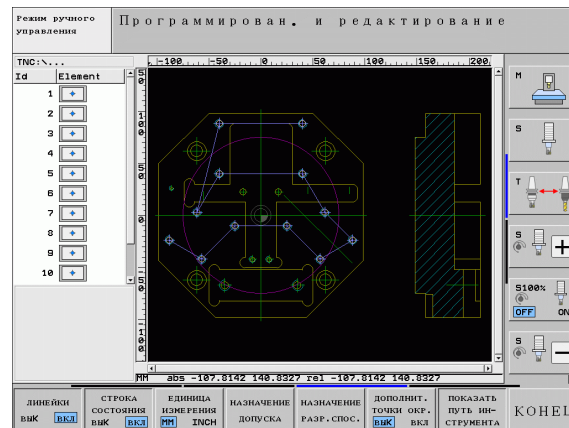 Режим ручного
управления
Программирован. и редактирование
TNC:\...
Id Element
-100 -50 0 50 100 150 200
1
2
3
4
5
6
7
8
9
10
MM abs -107.8142 140.8327 rel -107.8142 140.8327
M
S
T
S
S100%
OFF ON
S
ЛИНЕЙКИ
ВЫК ВКЛ
СТРОКА
СОСТОЯНИЯ
ВЫК ВКЛ
ЕДИНИЦА
ИЗМЕРЕНИЯ
MM INCH
НАЗНАЧЕНИЕ
ДОПУСКА
НАЗНАЧЕНИЕ
РАЗР.СПОС.
ДОПОЛНИТ.
ТОЧКИ ОКР.
ВЫК ВКЛ
ПОКАЗАТЬ
ПУТЬ ИН-
СТРУМЕНТА
КОНЕЦ